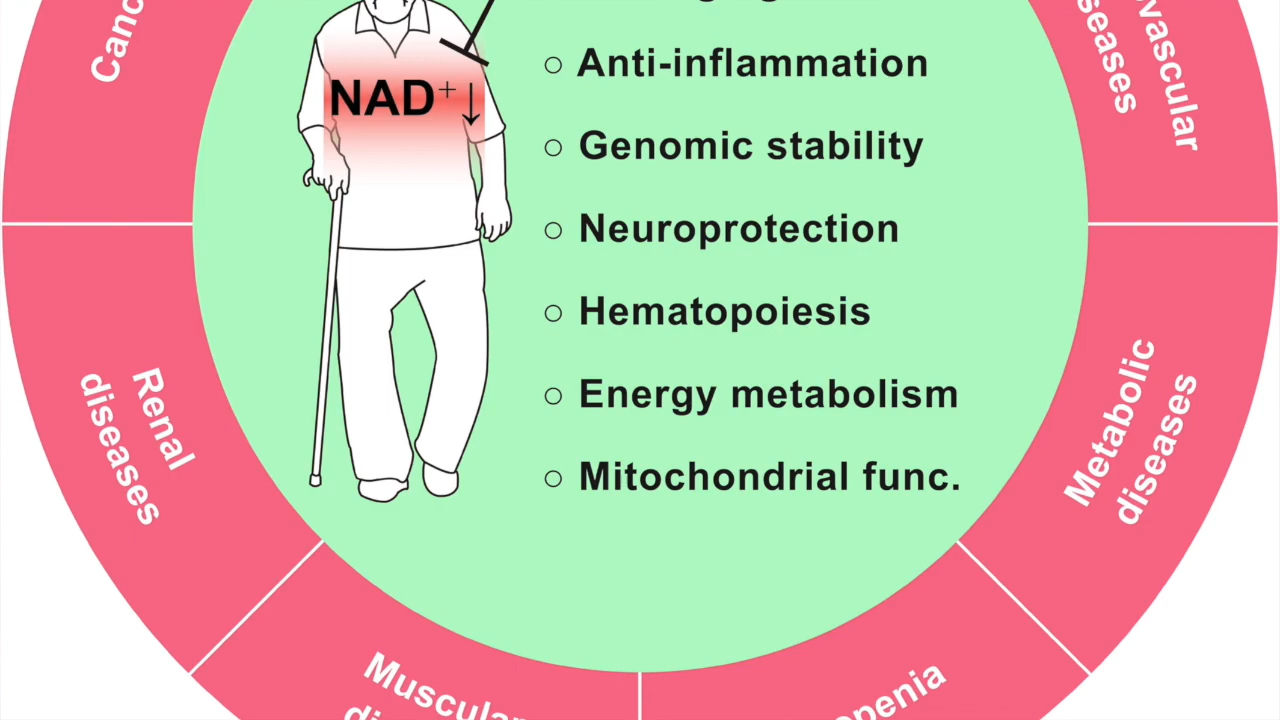 Anti-inflammation
NAD⁺↓
Genomic stability
Neuroprotection
Hematopoiesis
Energy metabolism
Mitochondrial func.
Renal
diseases
Metabolic
diseases